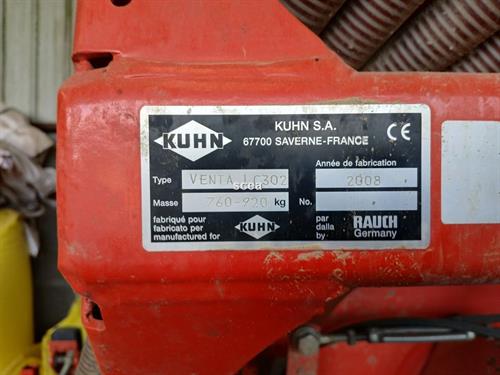 KUHN
KUHN S.A.
67700 SAVERNE-FRANCE
CE
Type VENTA LC302
Année de fabrication
2008
scea
Masse 760-920 kg
No.
fabriqué pour
fabricato per
manufactured for
KUHN
par
dalla
by
RAUCH
Germany